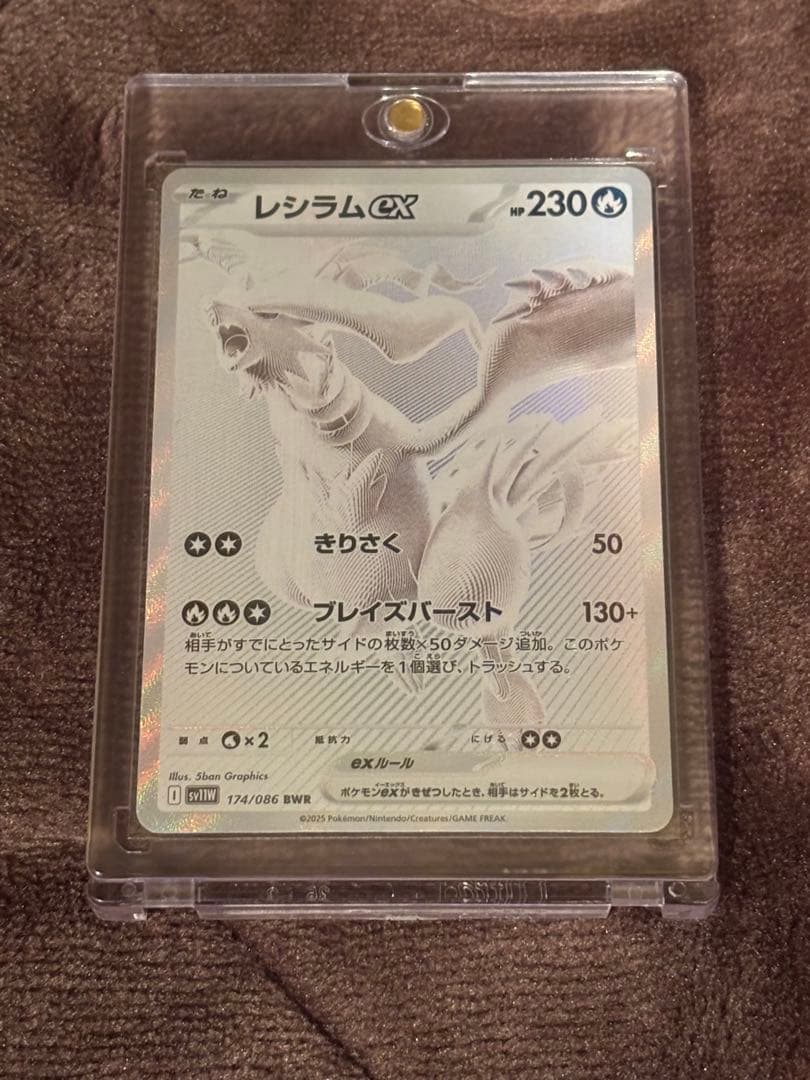 たね レシラムex HP230
きりさく 50
ブレイズバースト 130+
相手がすでにとったサイドの枚数×50ダメージ追加。このポケ
モンについているエネルギーを1個選び、トラッシュする。
弱点 ×2 抵抗力 にげる
exルール
ポケモンexがきぜつしたとき、相手はサイドを2枚とる。
Illus. 5ban Graphics
I SV11W 174/086 BWR
©2025 Pokémon/Nintendo/Creatures/GAME FREAK.